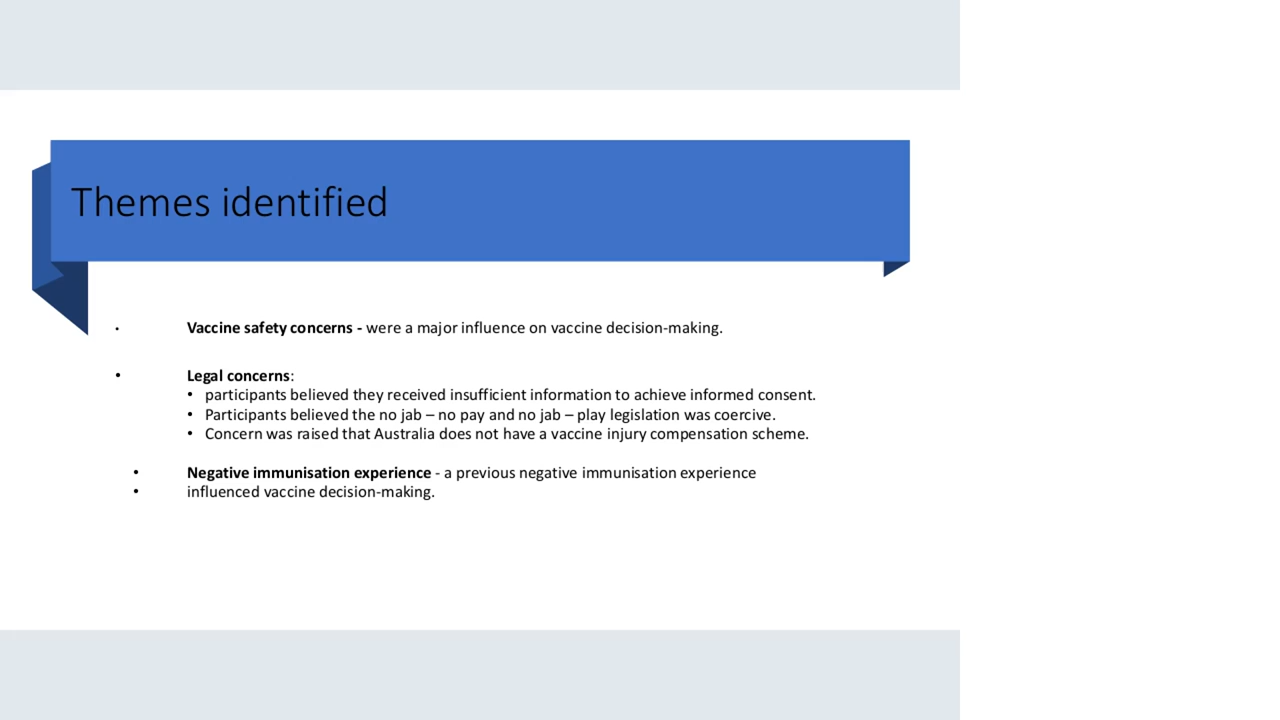 Themes identified
• Vaccine safety concerns - were a major influence on vaccine decision-making.
• Legal concerns:
• participants believed they received insufficient information to achieve informed consent.
• Participants believed the no jab – no pay and no jab – play legislation was coercive.
• Concern was raised that Australia does not have a vaccine injury compensation scheme.
• Negative immunisation experience - a previous negative immunisation experience
• influenced vaccine decision-making.